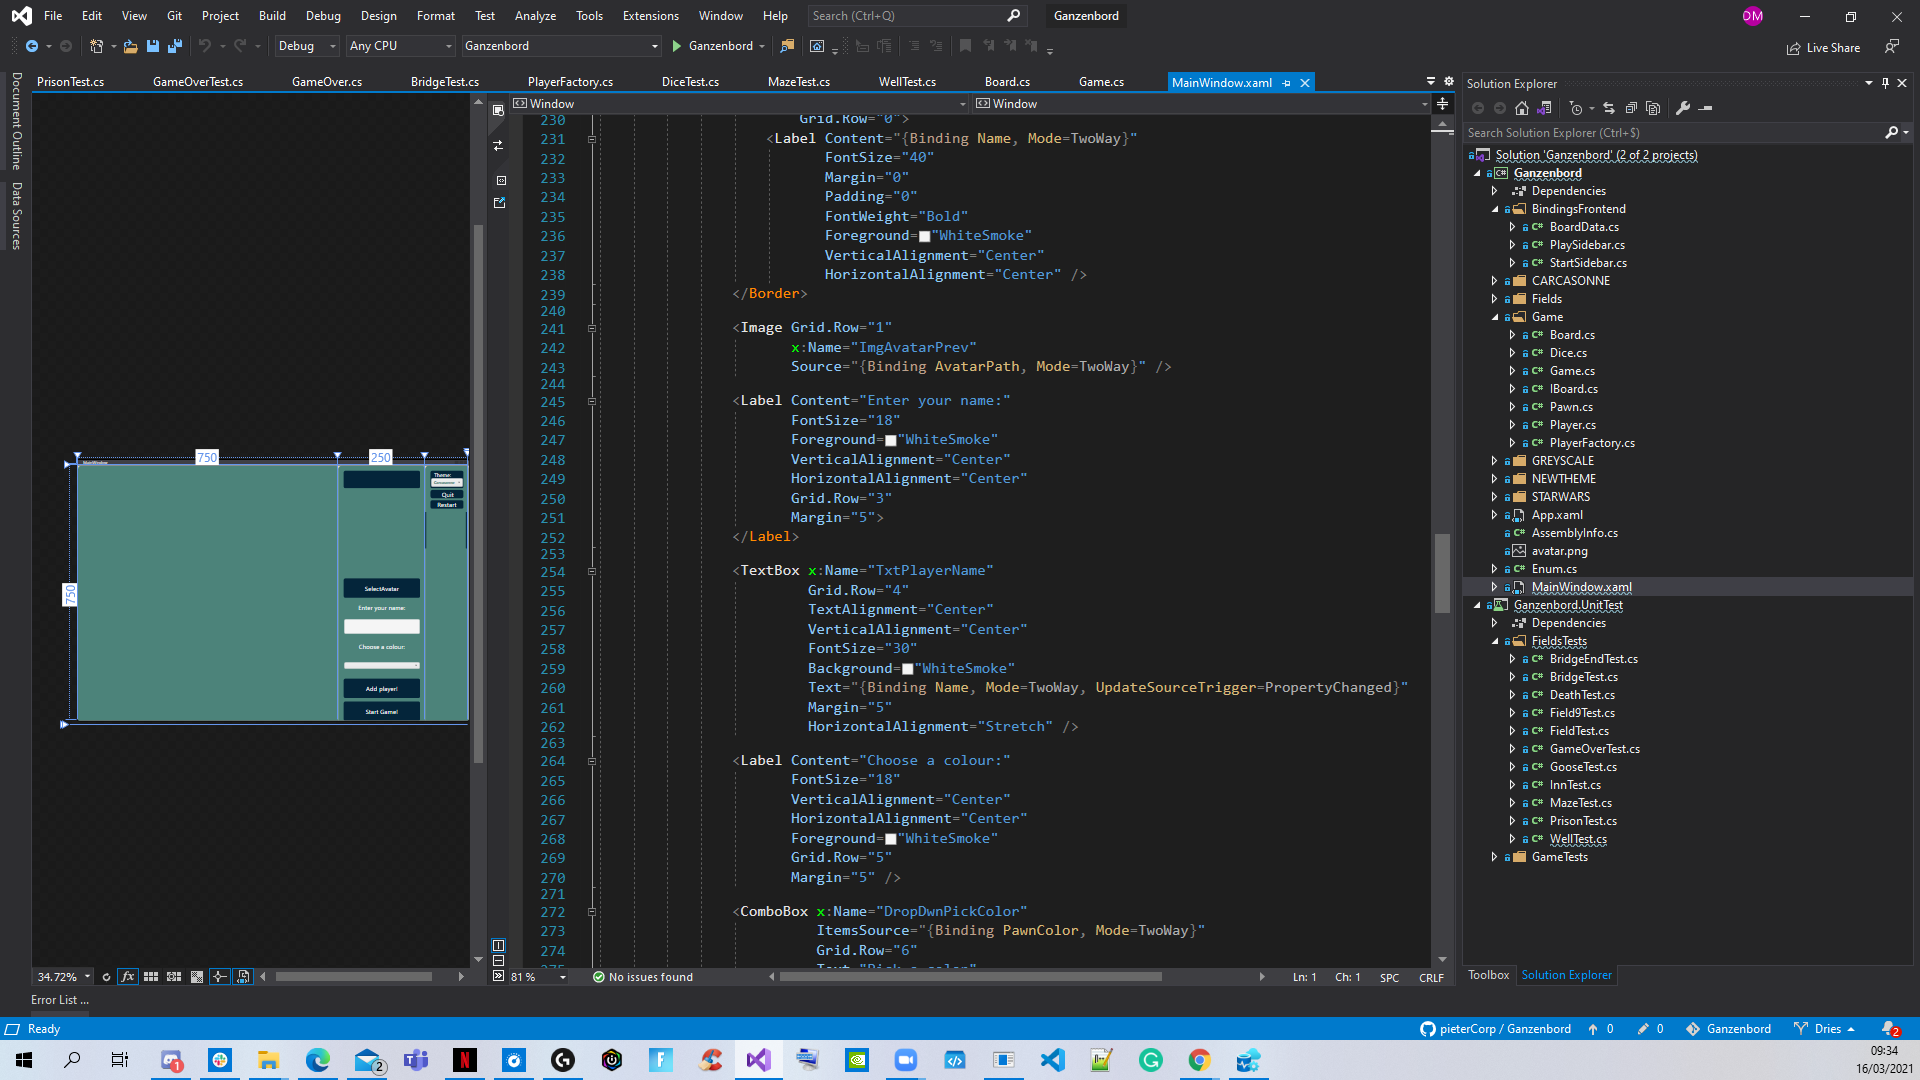 File Edit View Git Project Build Debug Design Format Test Analyze Tools Extensions Window Help Search (Ctrl+Q) Ganzenbord DM
Debug Any CPU Ganzenbord Ganzenbord Live Share
PrisonTest.cs GameOverTest.cs GameOver.cs BridgeTest.cs PlayerFactory.cs DiceTest.cs MazeTest.cs WellTest.cs Board.cs Game.cs MainWindow.xaml
Document Outline
Data Sources
Window Window
750 250
750
MainWindow
Theme:
Quit
Restart
SelectAvatar
Enter your name:
Choose a colour:
Add player!
Start Game!
230 Grid.Row="0">
231 <Label Content="{Binding Name, Mode=TwoWay}"
232 FontSize="40"
233 Margin="0"
234 Padding="0"
235 FontWeight="Bold"
236 Foreground="WhiteSmoke"
237 VerticalAlignment="Center"
238 HorizontalAlignment="Center" />
239 </Border>
240
241 <Image Grid.Row="1"
242 x:Name="ImgAvatarPrev"
243 Source="{Binding AvatarPath, Mode=TwoWay}" />
244
245 <Label Content="Enter your name:"
246 FontSize="18"
247 Foreground="WhiteSmoke"
248 VerticalAlignment="Center"
249 HorizontalAlignment="Center"
250 Grid.Row="3"
251 Margin="5">
252 </Label>
253
254 <TextBox x:Name="TxtPlayerName"
255 Grid.Row="4"
256 TextAlignment="Center"
257 VerticalAlignment="Center"
258 FontSize="30"
259 Background="WhiteSmoke"
260 Text="{Binding Name, Mode=TwoWay, UpdateSourceTrigger=PropertyChanged}"
261 Margin="5"
262 HorizontalAlignment="Stretch" />
263
264 <Label Content="Choose a colour:"
265 FontSize="18"
266 VerticalAlignment="Center"
267 HorizontalAlignment="Center"
268 Foreground="WhiteSmoke"
269 Grid.Row="5"
270 Margin="5" />
271
272 <ComboBox x:Name="DropDwnPickColor"
273 ItemsSource="{Binding PawnColor, Mode=TwoWay}"
274 Grid.Row="6"
34.72% fx 81 % No issues found Ln: 1 Ch: 1 SPC CRLF
Solution Explorer
Search Solution Explorer (Ctrl+$)
Solution 'Ganzenbord' (2 of 2 projects)
Ganzenbord
Dependencies
BindingsFrontend
C# BoardData.cs
C# PlaySidebar.cs
C# StartSidebar.cs
CARCASONNE
Fields
Game
C# Board.cs
C# Dice.cs
C# Game.cs
C# IBoard.cs
C# Pawn.cs
C# Player.cs
C# PlayerFactory.cs
GREYSCALE
NEWTHEME
STARWARS
App.xaml
C# AssemblyInfo.cs
avatar.png
C# Enum.cs
MainWindow.xaml
Ganzenbord.UnitTest
Dependencies
FieldsTests
C# BridgeEndTest.cs
C# BridgeTest.cs
C# DeathTest.cs
C# Field9Test.cs
C# FieldTest.cs
C# GameOverTest.cs
C# GooseTest.cs
C# InnTest.cs
C# MazeTest.cs
C# PrisonTest.cs
C# WellTest.cs
GameTests
Toolbox Solution Explorer
Error List ...
Ready pieterCorp / Ganzenbord 0 0 Ganzenbord Dries 2
1 2
09:34
16/03/2021